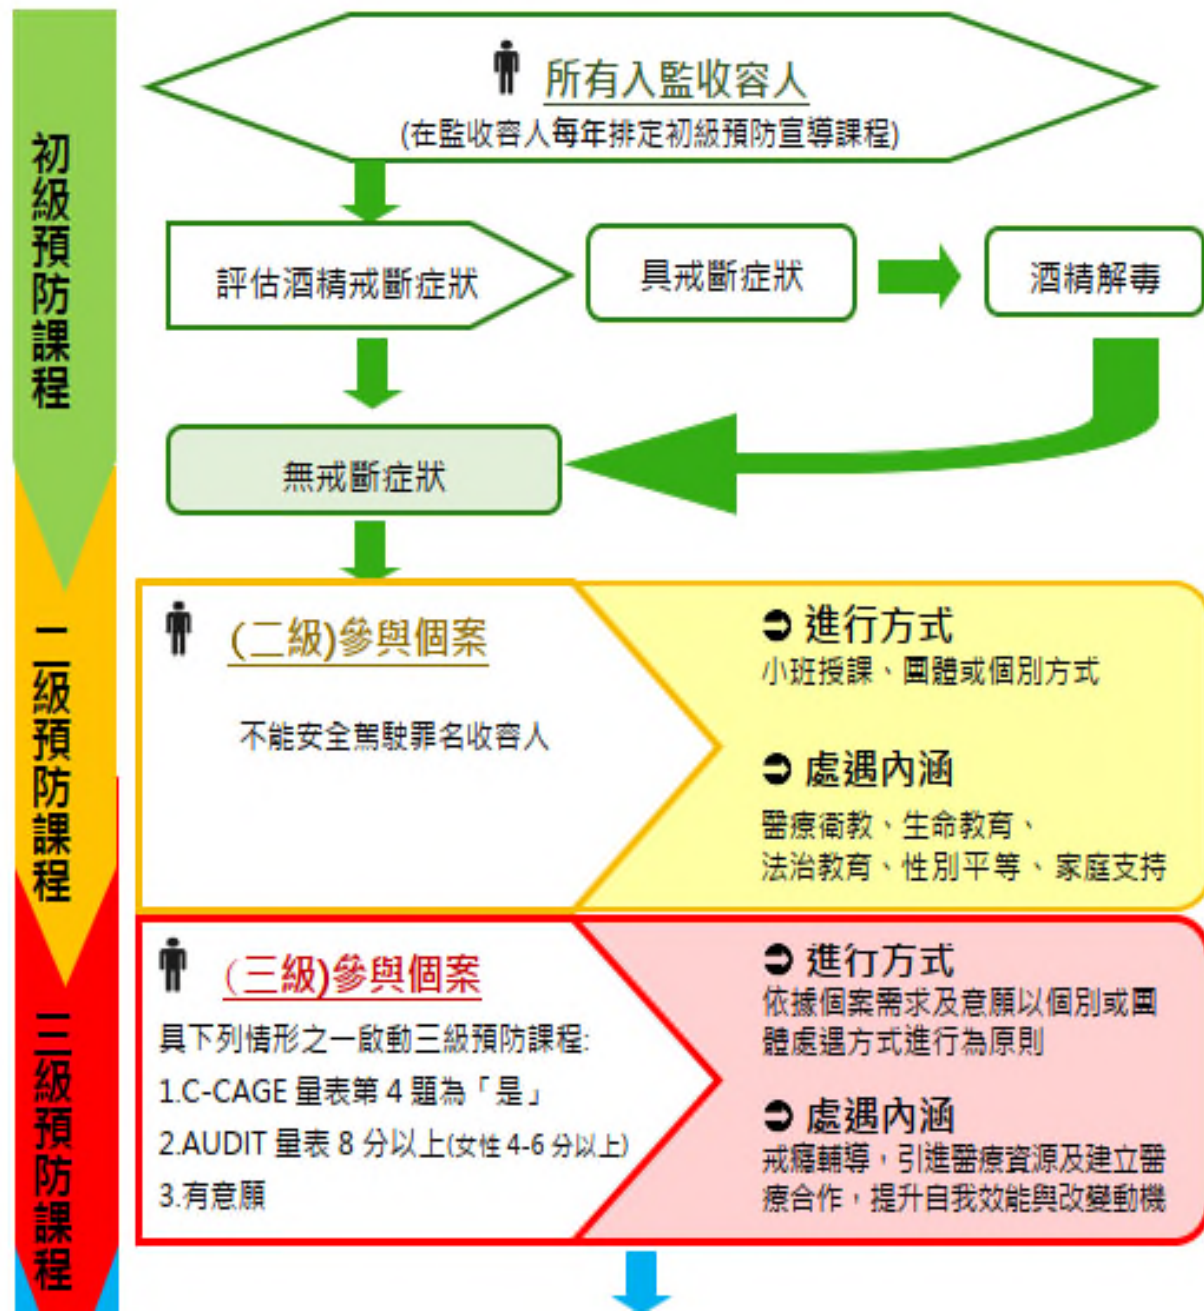 初級預防課程
所有入監收容人
(在監收容人每年排定初級預防宣導課程)
評估酒精戒斷症狀
具戒斷症狀
酒精解毒
無戒斷症狀
二級預防課程
(二級)參與個案
不能安全駕駛罪名收容人
進行方式
小班授課、團體或個別方式
處遇內涵
醫療衛教、生命教育、
法治教育、性別平等、家庭支持
三級預防課程
(三級)參與個案
具下列情形之一啟動三級預防課程:
1.C-CAGE 量表第 4 題為「是」
2.AUDIT 量表 8 分以上(女性 4-6 分以上)
3.有意願
進行方式
依據個案需求及意願以個別或團
體處遇方式進行為原則
處遇內涵
戒癮輔導，引進醫療資源及建立醫
療合作，提升自我效能與改變動機